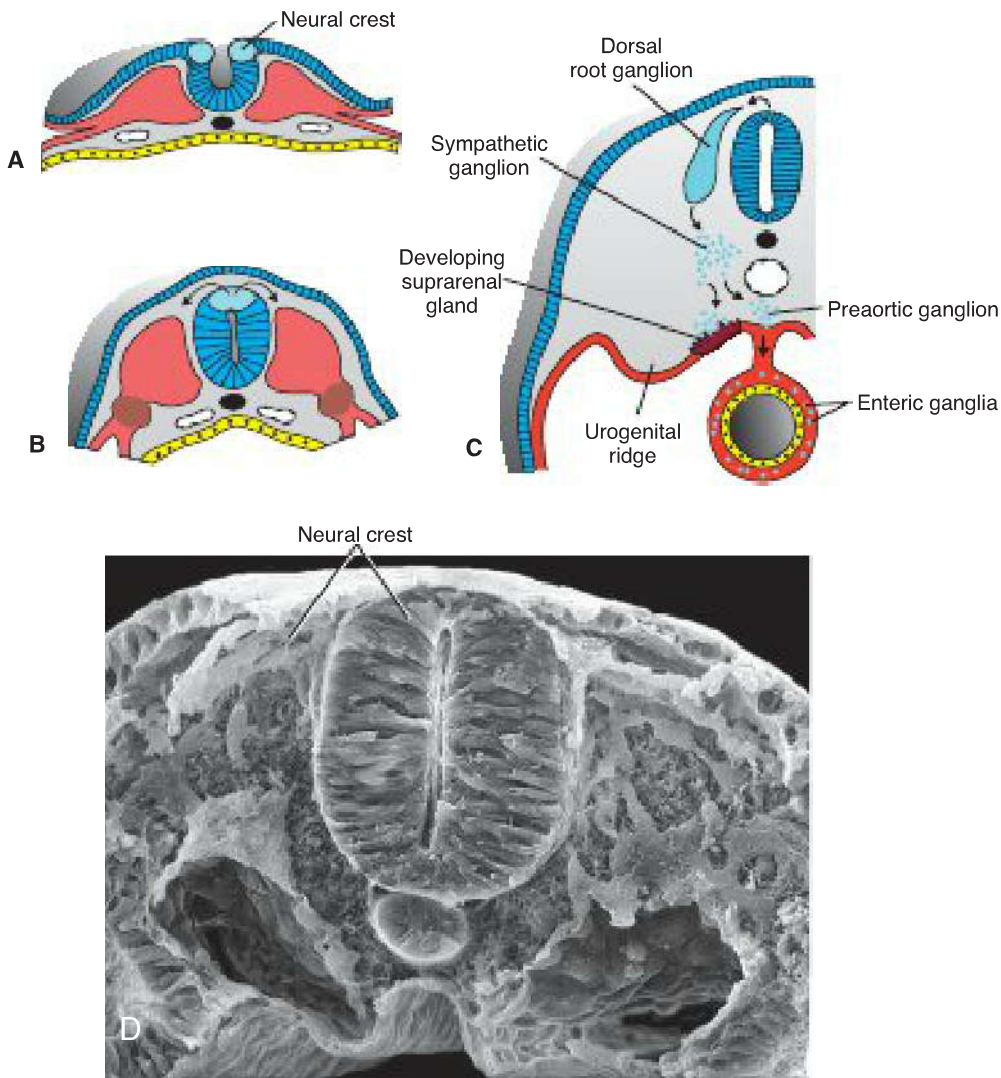 Neural crest
A
B
Dorsal
root ganglion
Sympathetic
ganglion
Developing
suprarenal
gland
Preaortic ganglion
Enteric ganglia
Urogenital
ridge
C
Neural crest
D